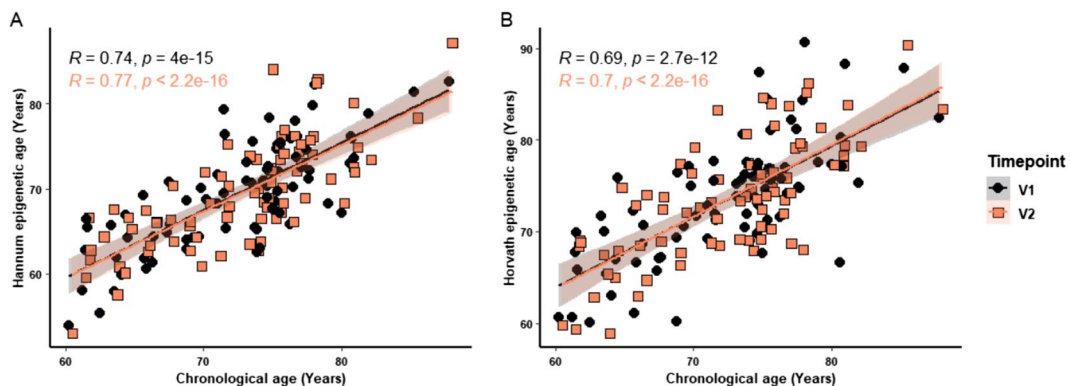 A
R = 0.74, p = 4e-15
R = 0.77, p < 2.2e-16
80
70
60
60
70
80
Hannum epigenetic age (Years)
Chronological age (Years)
B
R = 0.69, p = 2.7e-12
R = 0.7, p < 2.2e-16
90
80
70
60
60
70
80
Horvath epigenetic age (Years)
Chronological age (Years)
Timepoint
V1
V2